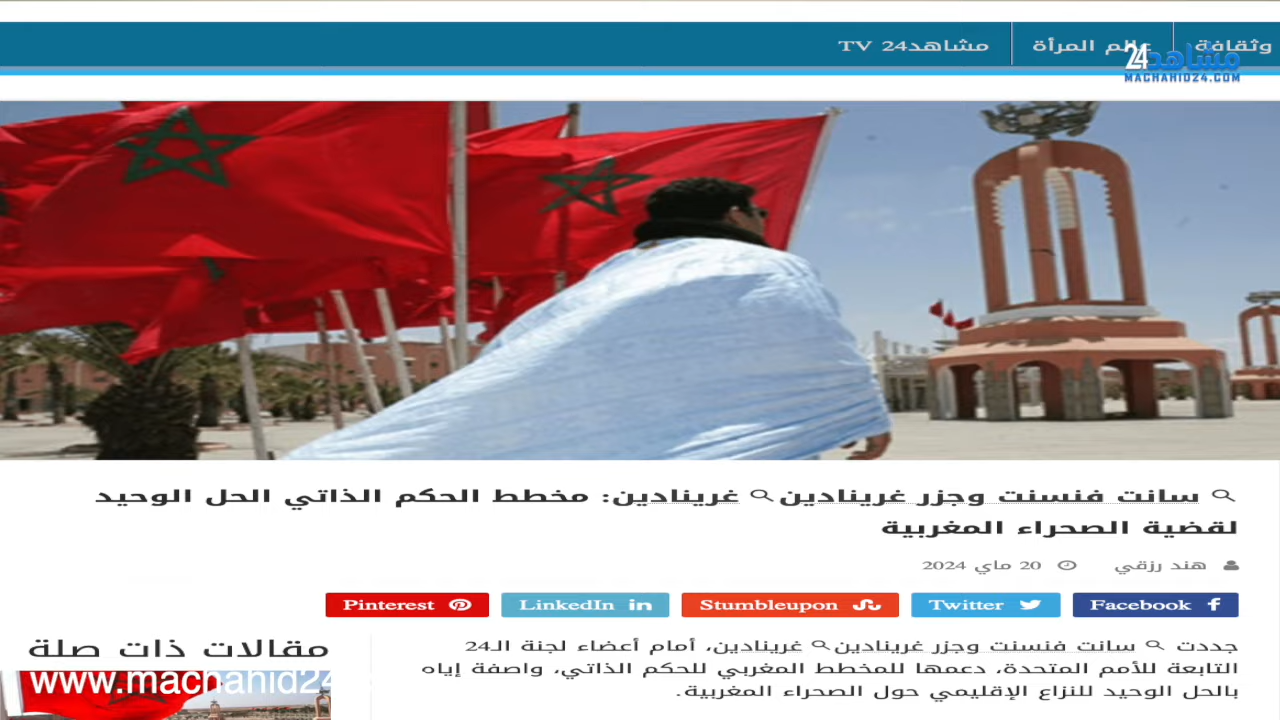 وثقافة
عالم المرأة
مشاهد24 TV
مشاهد24
MACHAHID24.COM
سانت فنسنت وجزر غرينادين غرينادين: مخطط الحكم الذاتي الحل الوحيد
لقضية الصحراء المغربية
هند رزقي
20 ماي 2024
Facebook
Twitter
Stumbleupon
LinkedIn
Pinterest
جددت سانت فنسنت وجزر غرينادين غرينادين، أمام أعضاء لجنة الـ24
التابعة للأمم المتحدة، دعمها للمخطط المغربي للحكم الذاتي، واصفة إياه
بالحل الوحيد للنزاع الإقليمي حول الصحراء المغربية.
مقالات ذات صلة
www.machahid24